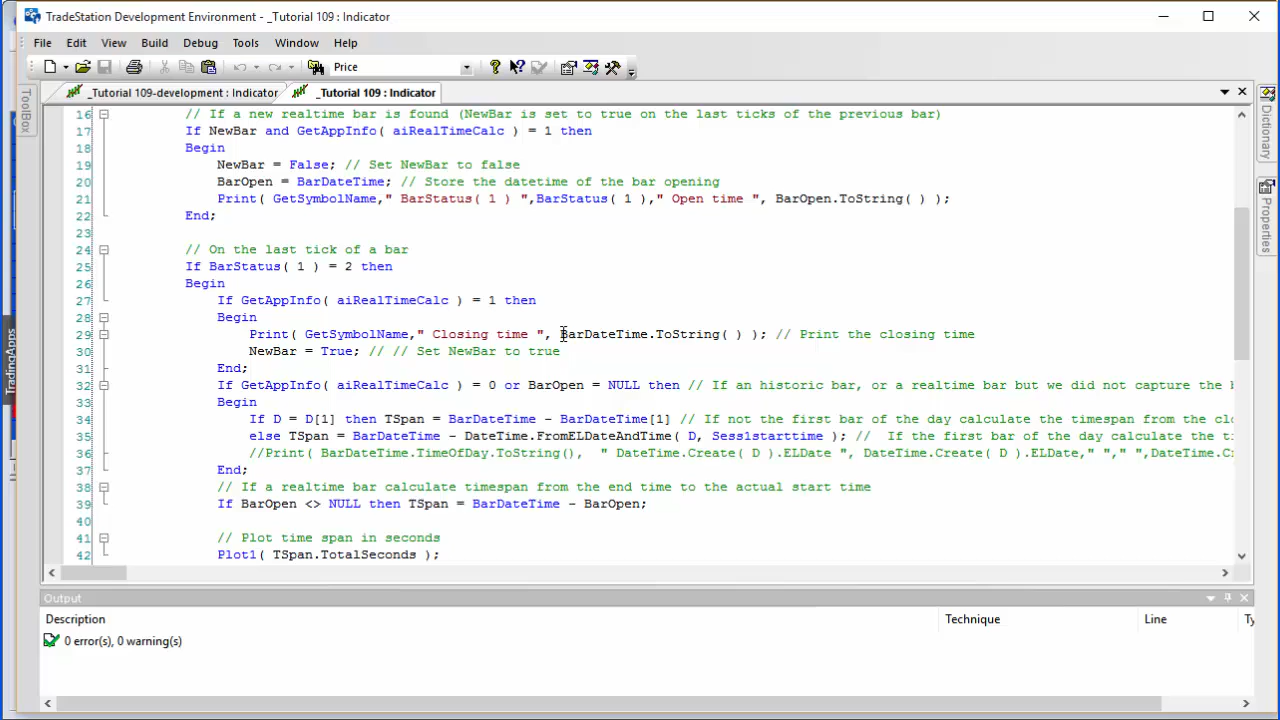 TradeStation Development Environment - _Tutorial 109 : Indicator
File Edit View Build Debug Tools Window Help
Price
_Tutorial 109-development : Indicator _Tutorial 109 : Indicator
ToolBox
TradingApps
Dictionary
Properties
16 // If a new realtime bar is found (NewBar is set to true on the last ticks of the previous bar)
17 If NewBar and GetAppInfo( aiRealTimeCalc ) = 1 then
18 Begin
19 NewBar = False; // Set NewBar to false
20 BarOpen = BarDateTime; // Store the datetime of the bar opening
21 Print( GetSymbolName," BarStatus( 1 ) ",BarStatus( 1 )," Open time ", BarOpen.ToString( ) );
22 End;
23
24 // On the last tick of a bar
25 If BarStatus( 1 ) = 2 then
26 Begin
27 If GetAppInfo( aiRealTimeCalc ) = 1 then
28 Begin
29 Print( GetSymbolName," Closing time ", BarDateTime.ToString( ) ); // Print the closing time
30 NewBar = True; // // Set NewBar to true
31 End;
32 If GetAppInfo( aiRealTimeCalc ) = 0 or BarOpen = NULL then // If an historic bar, or a realtime bar but we did not capture the b
33 Begin
34 If D = D[1] then TSpan = BarDateTime - BarDateTime[1] // If not the first bar of the day calculate the timespan from the clo
35 else TSpan = BarDateTime - DateTime.FromELDateAndTime( D, Sess1starttime ); // If the first bar of the day calculate the ti
36 //Print( BarDateTime.TimeOfDay.ToString(), " DateTime.Create( D ).ELDate ", DateTime.Create( D ).ELDate," "," ",DateTime.Cr
37 End;
38 // If a realtime bar calculate timespan from the end time to the actual start time
39 If BarOpen <> NULL then TSpan = BarDateTime - BarOpen;
40
41 // Plot time span in seconds
42 Plot1( TSpan.TotalSeconds );
Output
Description Technique Line Ty
0 error(s), 0 warning(s)